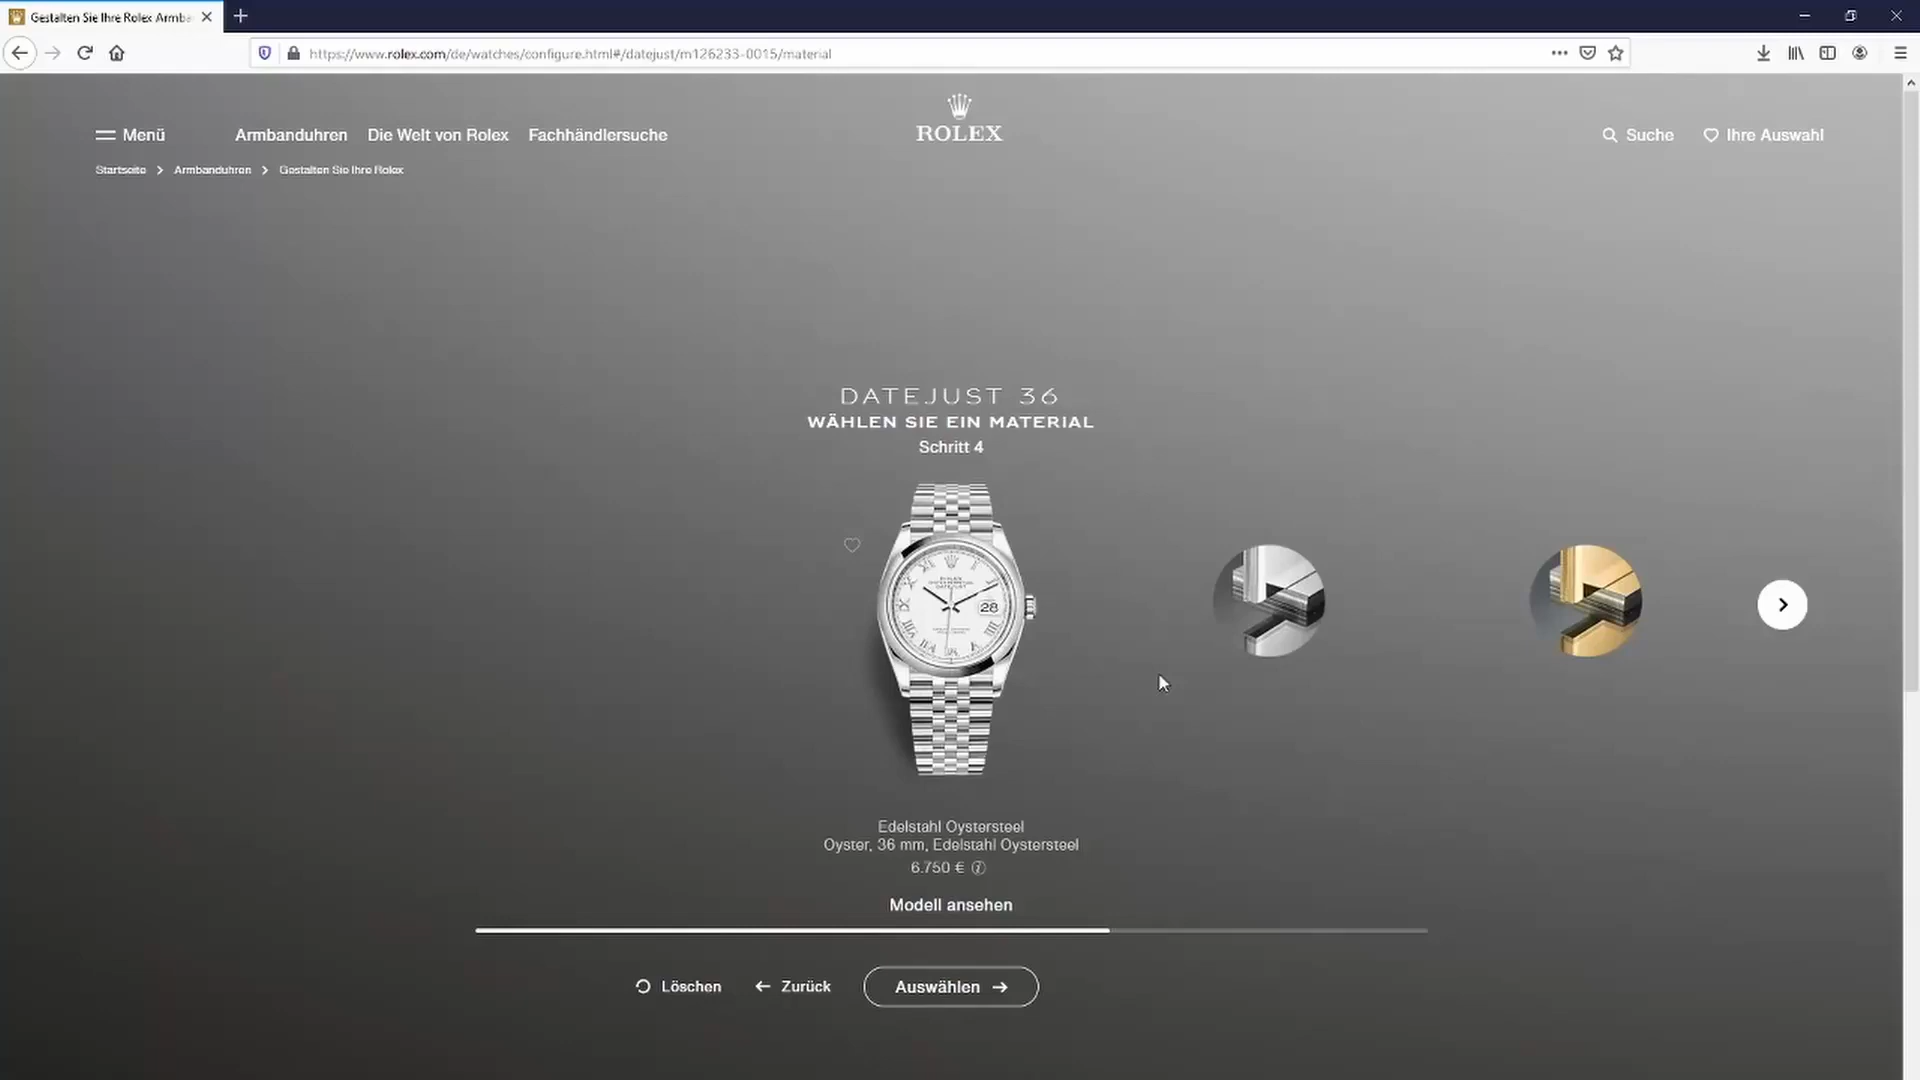 Gestalten Sie Ihre Rolex Armba
https://www.rolex.com/de/watches/configure.html#/datejust/m126233-0015/material
Menü
Armbanduhren
Die Welt von Rolex
Fachhändlersuche
ROLEX
Suche
Ihre Auswahl
Startseite
Armbanduhren
Gestalten Sie Ihre Rolex
DATEJUST 36
WÄHLEN SIE EIN MATERIAL
Schritt 4
28
Edelstahl Oystersteel
Oyster, 36 mm, Edelstahl Oystersteel
6.750 €
Modell ansehen
Löschen
Zurück
Auswählen